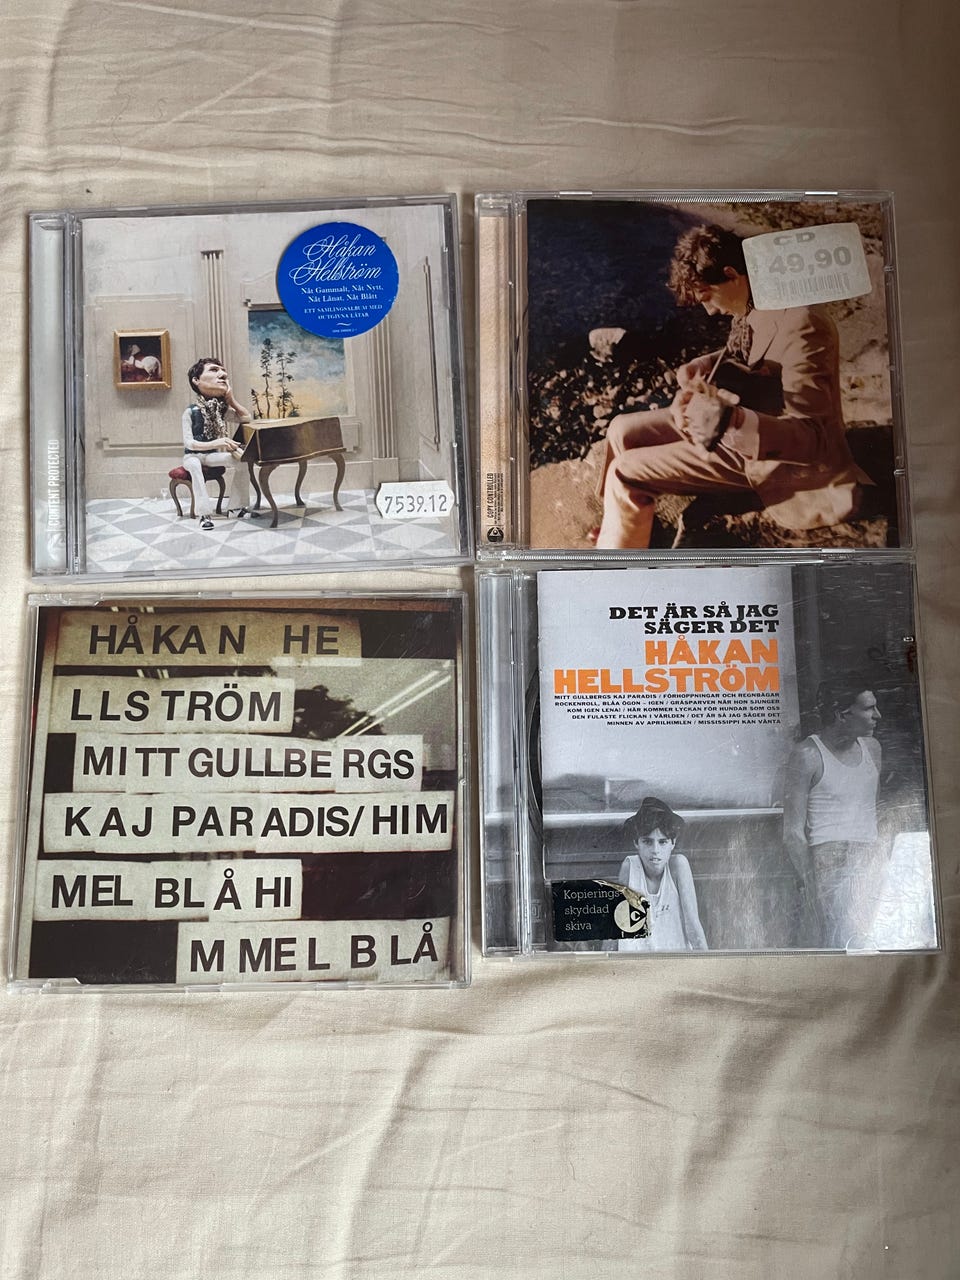 Håkan
Hellström
Nåt Gammalt, Nåt Nytt,
Nåt Lånat, Nåt Blått
ETT SAMLINGSALBUM MED
OUTGIVNA LÅTAR
CONTENT PROTECTED
7539.12
CD
49,90
COPY CONTROLLED
HÅKAN HE
LLSTRÖM
MITT GULLBERGS
KAJ PARADIS/HIM
MEL BLÅ HI
MMEL BLÅ
DET ÄR SÅ JAG
SÄGER DET
HÅKAN
HELLSTRÖM
MITT GULLBERGS KAJ PARADIS / FÖRHOPPNINGAR OCH REGNBÅGAR
ROCKENROLL, BLÅA ÖGON – IGEN / GRÅSPARVEN NÄR HON SJUNGER
KOM IGEN LENA! / HÄR KOMMER LYCKAN FÖR HUNDAR SOM OSS
DEN FULASTE FLICKAN I VÄRLDEN / DET ÄR SÅ JAG SÄGER DET
MINNEN AV APRILHIMLEN / MISSISSIPPI KAN VÄNTA
Kopierings-
skyddad
skiva